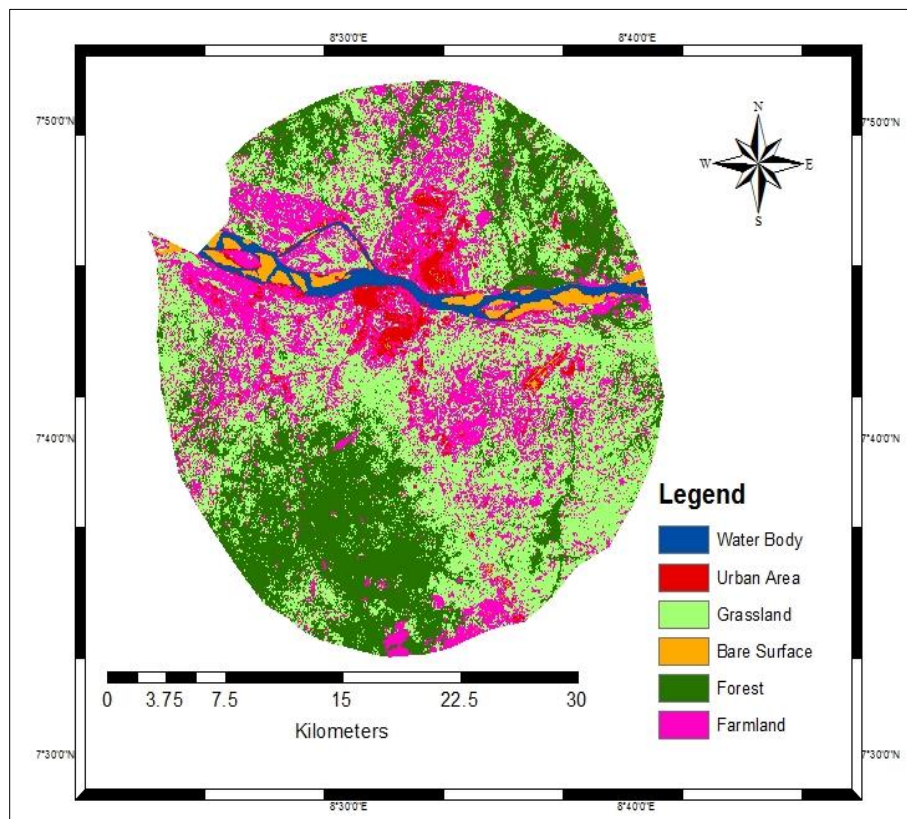 8°30'0"E 8°40'0"E
7°50'0"N 7°50'0"N
N
W E
S
7°40'0"N 7°40'0"N
Legend
Water Body
Urban Area
Grassland
Bare Surface
Forest
Farmland
0 3.75 7.5 15 22.5 30
Kilometers
7°30'0"N 7°30'0"N
8°30'0"E 8°40'0"E